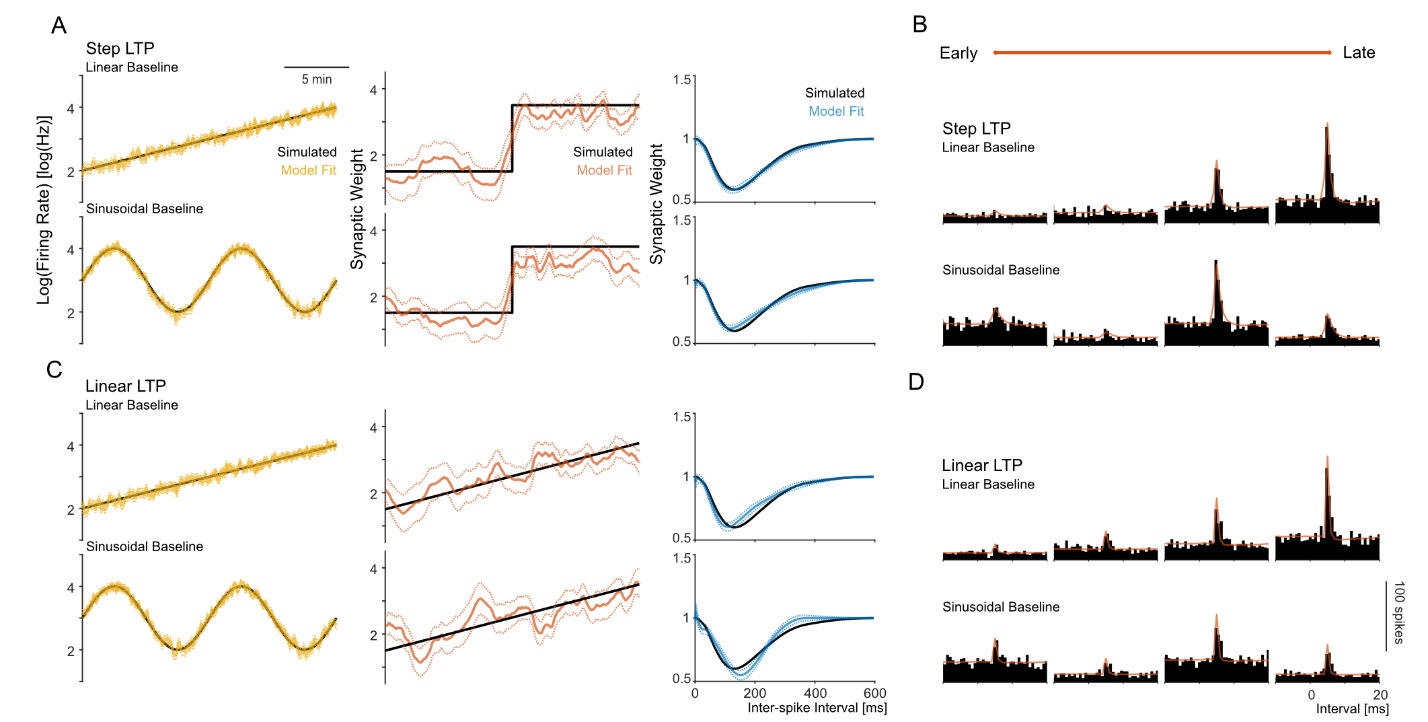 A
Step LTP
Linear Baseline
5 min
4
2
Log(Firing Rate) [log(Hz)]
Simulated
Model Fit
Sinusoidal Baseline
4
2
4
2
Synaptic Weight
Simulated
Model Fit
4
2
1.5
1
0.5
Synaptic Weight
Simulated
Model Fit
1.5
1
0.5
B
Early
Late
Step LTP
Linear Baseline
Sinusoidal Baseline
C
Linear LTP
Linear Baseline
4
2
Sinusoidal Baseline
4
2
4
2
4
2
1.5
1
0.5
1.5
1
0.5
0 200 400 600
Inter-spike Interval [ms]
D
Linear LTP
Linear Baseline
Sinusoidal Baseline
100 spikes
0 20
Interval [ms]